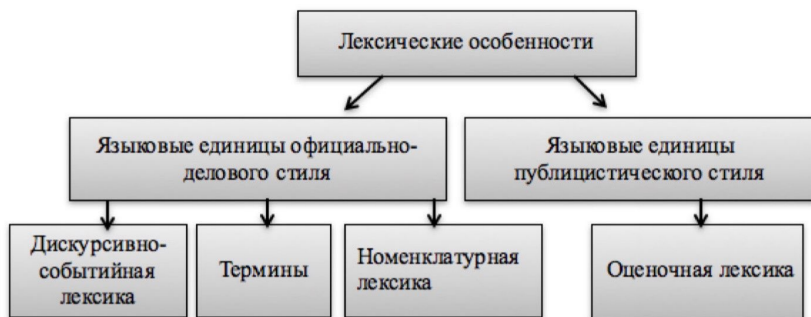 Лексические особенности
Языковые единицы официально-
делового стиля
Языковые единицы
публицистического стиля
Дискурсивно-
событийная
лексика
Термины
Номенклатурная
лексика
Оценочная лексика